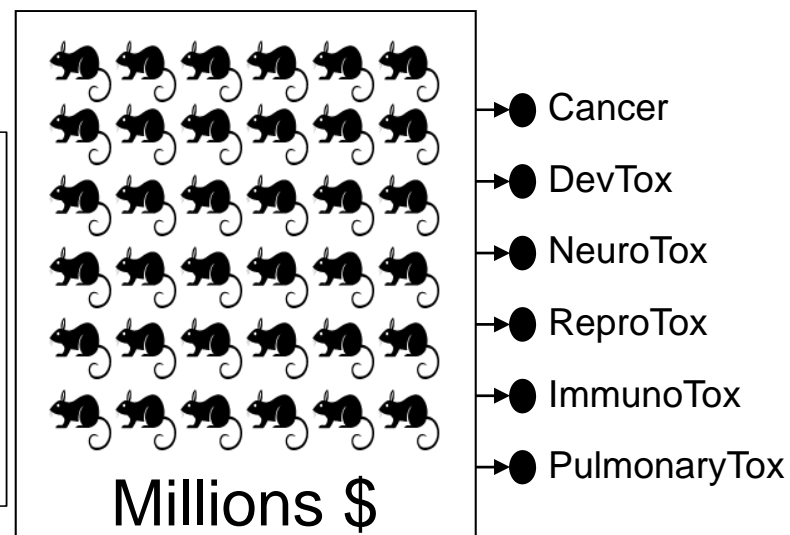 Cancer
DevTox
NeuroTox
ReproTox
ImmunoTox
PulmonaryTox
Millions $